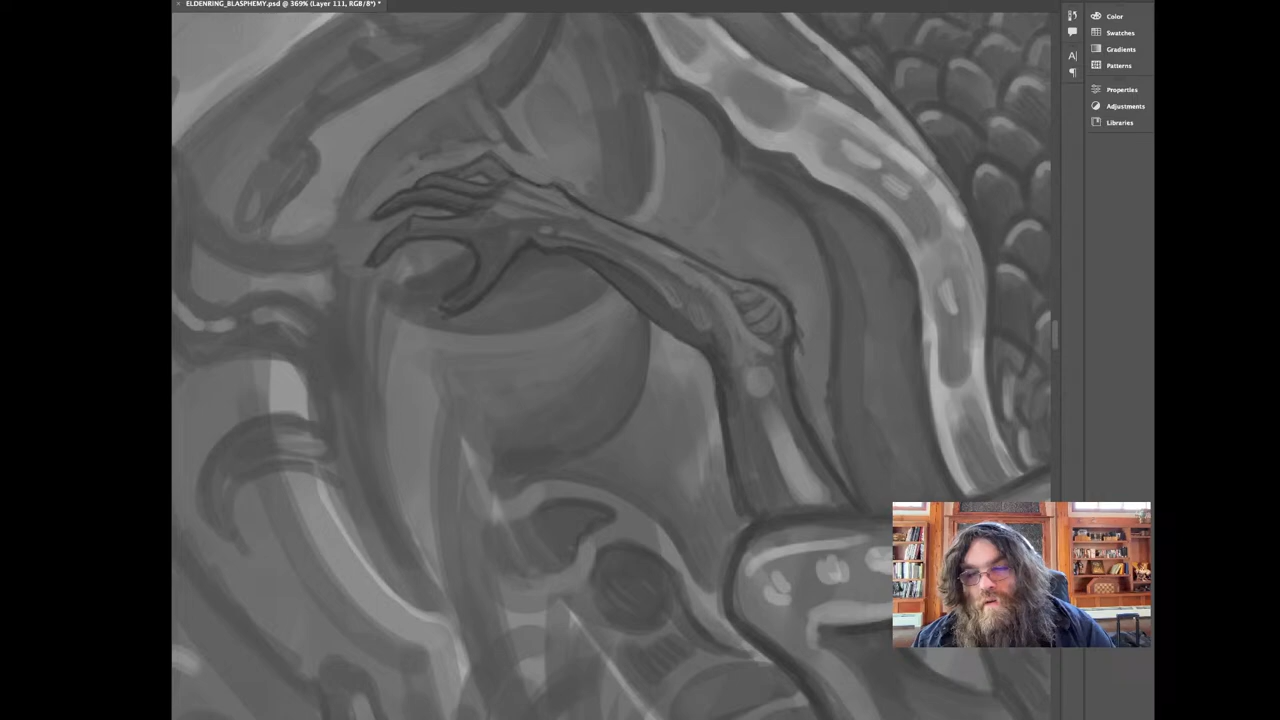 × ELDENRING_BLASPHEMY.psd @ 369% (Layer 111, RGB/8*) *
Color
Swatches
Gradients
A| Patterns
¶
Properties
Adjustments
Libraries